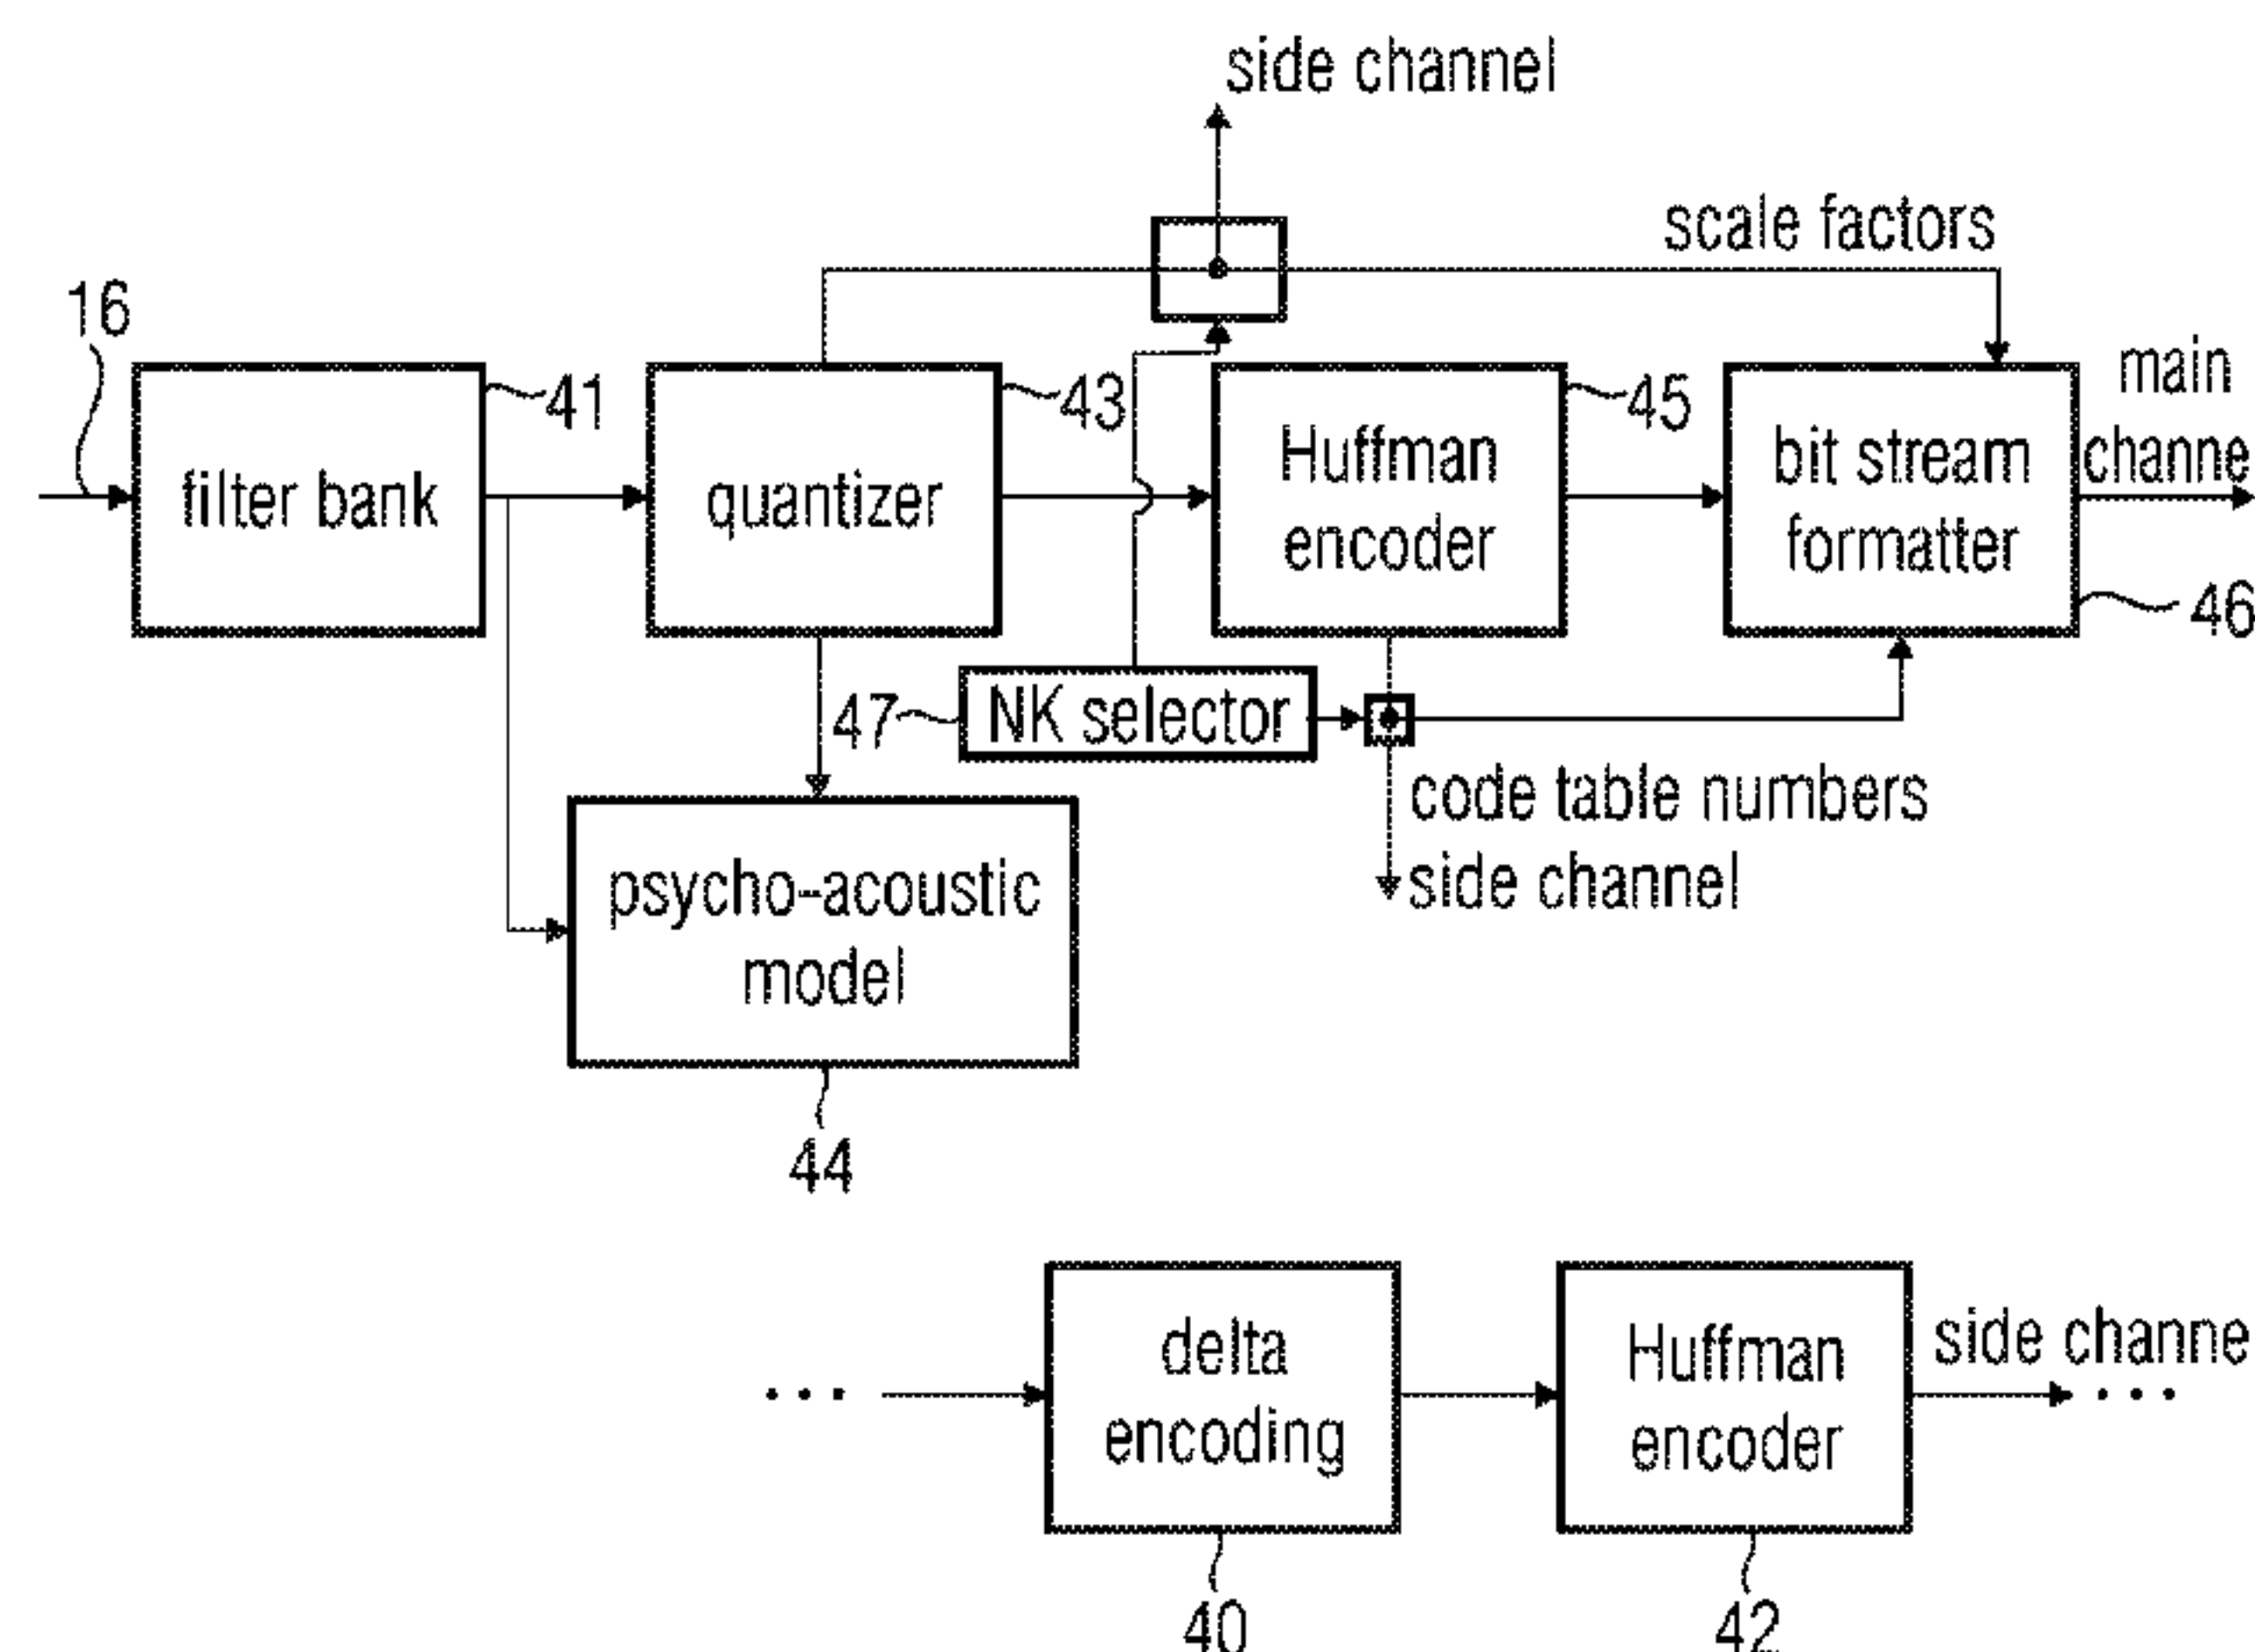 side channel
scale factors
16
41
43
45
main
channe
filter bank
quantizer
Huffman
encoder
bit stream
formatter
46
47
NK selector
code table numbers
side channel
psycho-acoustic
model
44
delta
encoding
Huffman
encoder
side channe
40
42